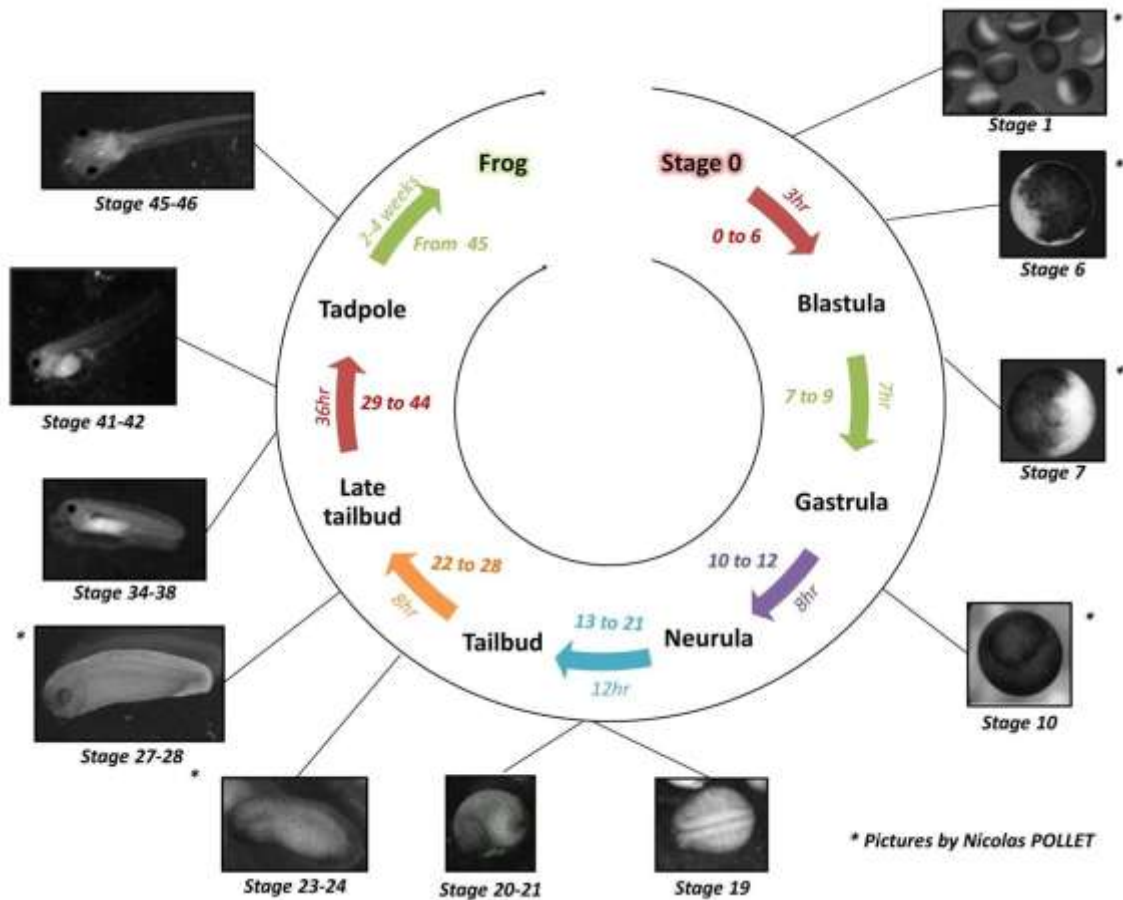 *
Stage 1
Frog
Stage 0
3hr
0 to 6
*
Stage 6
Blastula
7 to 9
7hr
*
Stage 7
Gastrula
10 to 12
8hr
*
Stage 10
Neurula
13 to 21
12hr
Stage 19
Stage 20-21
Tailbud
22 to 28
8hr
*
Stage 23-24
*
Stage 27-28
Late
tailbud
29 to 44
36hr
Stage 34-38
Stage 41-42
Tadpole
From 45
2-4 weeks
Stage 45-46
* Pictures by Nicolas POLLET